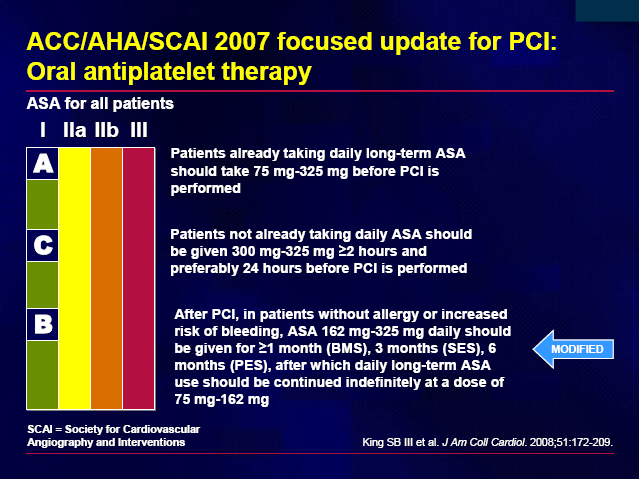 ACC/AHA/SCAI 2007 focused update for PCI:
Oral antiplatelet therapy
ASA for all patients
I IIa IIb III
A
Patients already taking daily long-term ASA
should take 75 mg-325 mg before PCI is
performed
C
Patients not already taking daily ASA should
be given 300 mg-325 mg ≥2 hours and
preferably 24 hours before PCI is performed
B
After PCI, in patients without allergy or increased
risk of bleeding, ASA 162 mg-325 mg daily should
be given for ≥1 month (BMS), 3 months (SES), 6
months (PES), after which daily long-term ASA
use should be continued indefinitely at a dose of
75 mg-162 mg
MODIFIED
SCAI = Society for Cardiovascular
Angiography and Interventions
King SB III et al. J Am Coll Cardiol. 2008;51:172-209.